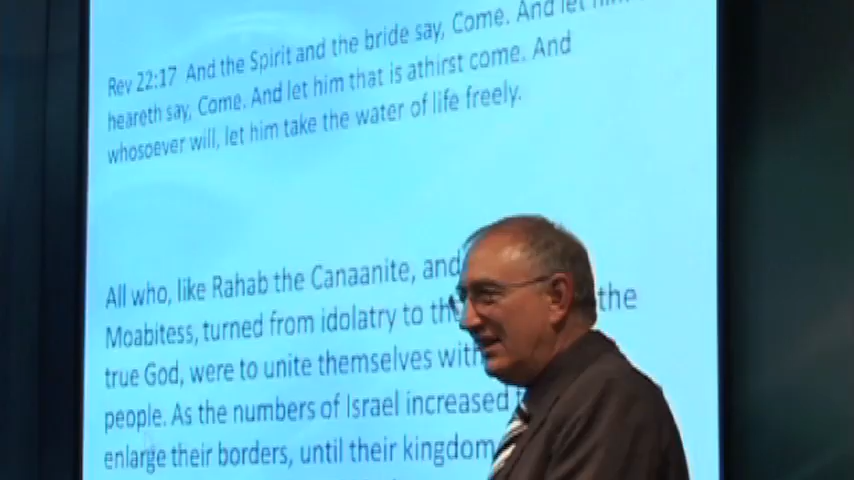 Rev 22:17 And the Spirit and the bride say, Come. And let
heareth say, Come. And let him that is athirst come. And
whosoever will, let him take the water of life freely.
All who, like Rahab the Canaanite, and
Moabitess, turned from idolatry to the
true God, were to unite themselves with
people. As the numbers of Israel increased
enlarge their borders, until their kingdom